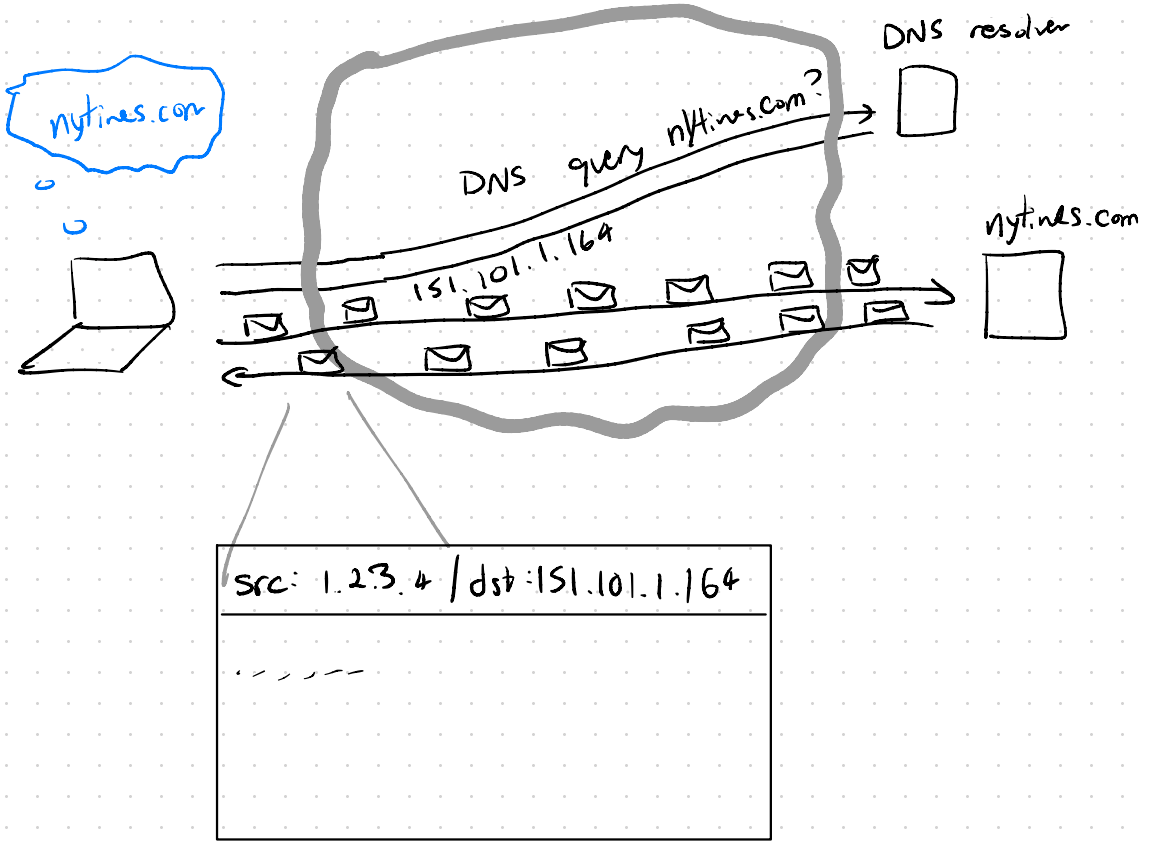 DNS resolver
nytimes.com
DNS query nytimes.com?
nytimes.com
151.101.1.164
src: 1.2.3.4 / dst: 151.101.1.164